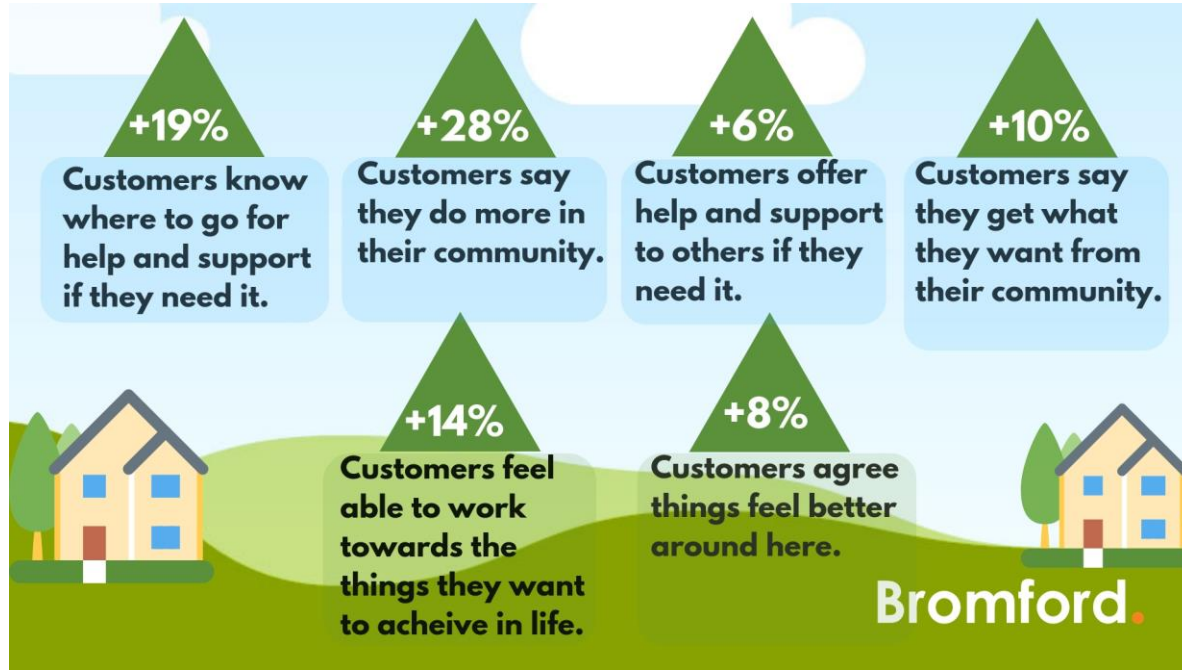 +19%
Customers know
where to go for
help and support
if they need it.
+28%
Customers say
they do more in
their community.
+6%
Customers offer
help and support
to others if they
need it.
+10%
Customers say
they get what
they want from
their community.
+14%
Customers feel
able to work
towards the
things they want
to acheive in life.
+8%
Customers agree
things feel better
around here.
Bromford.